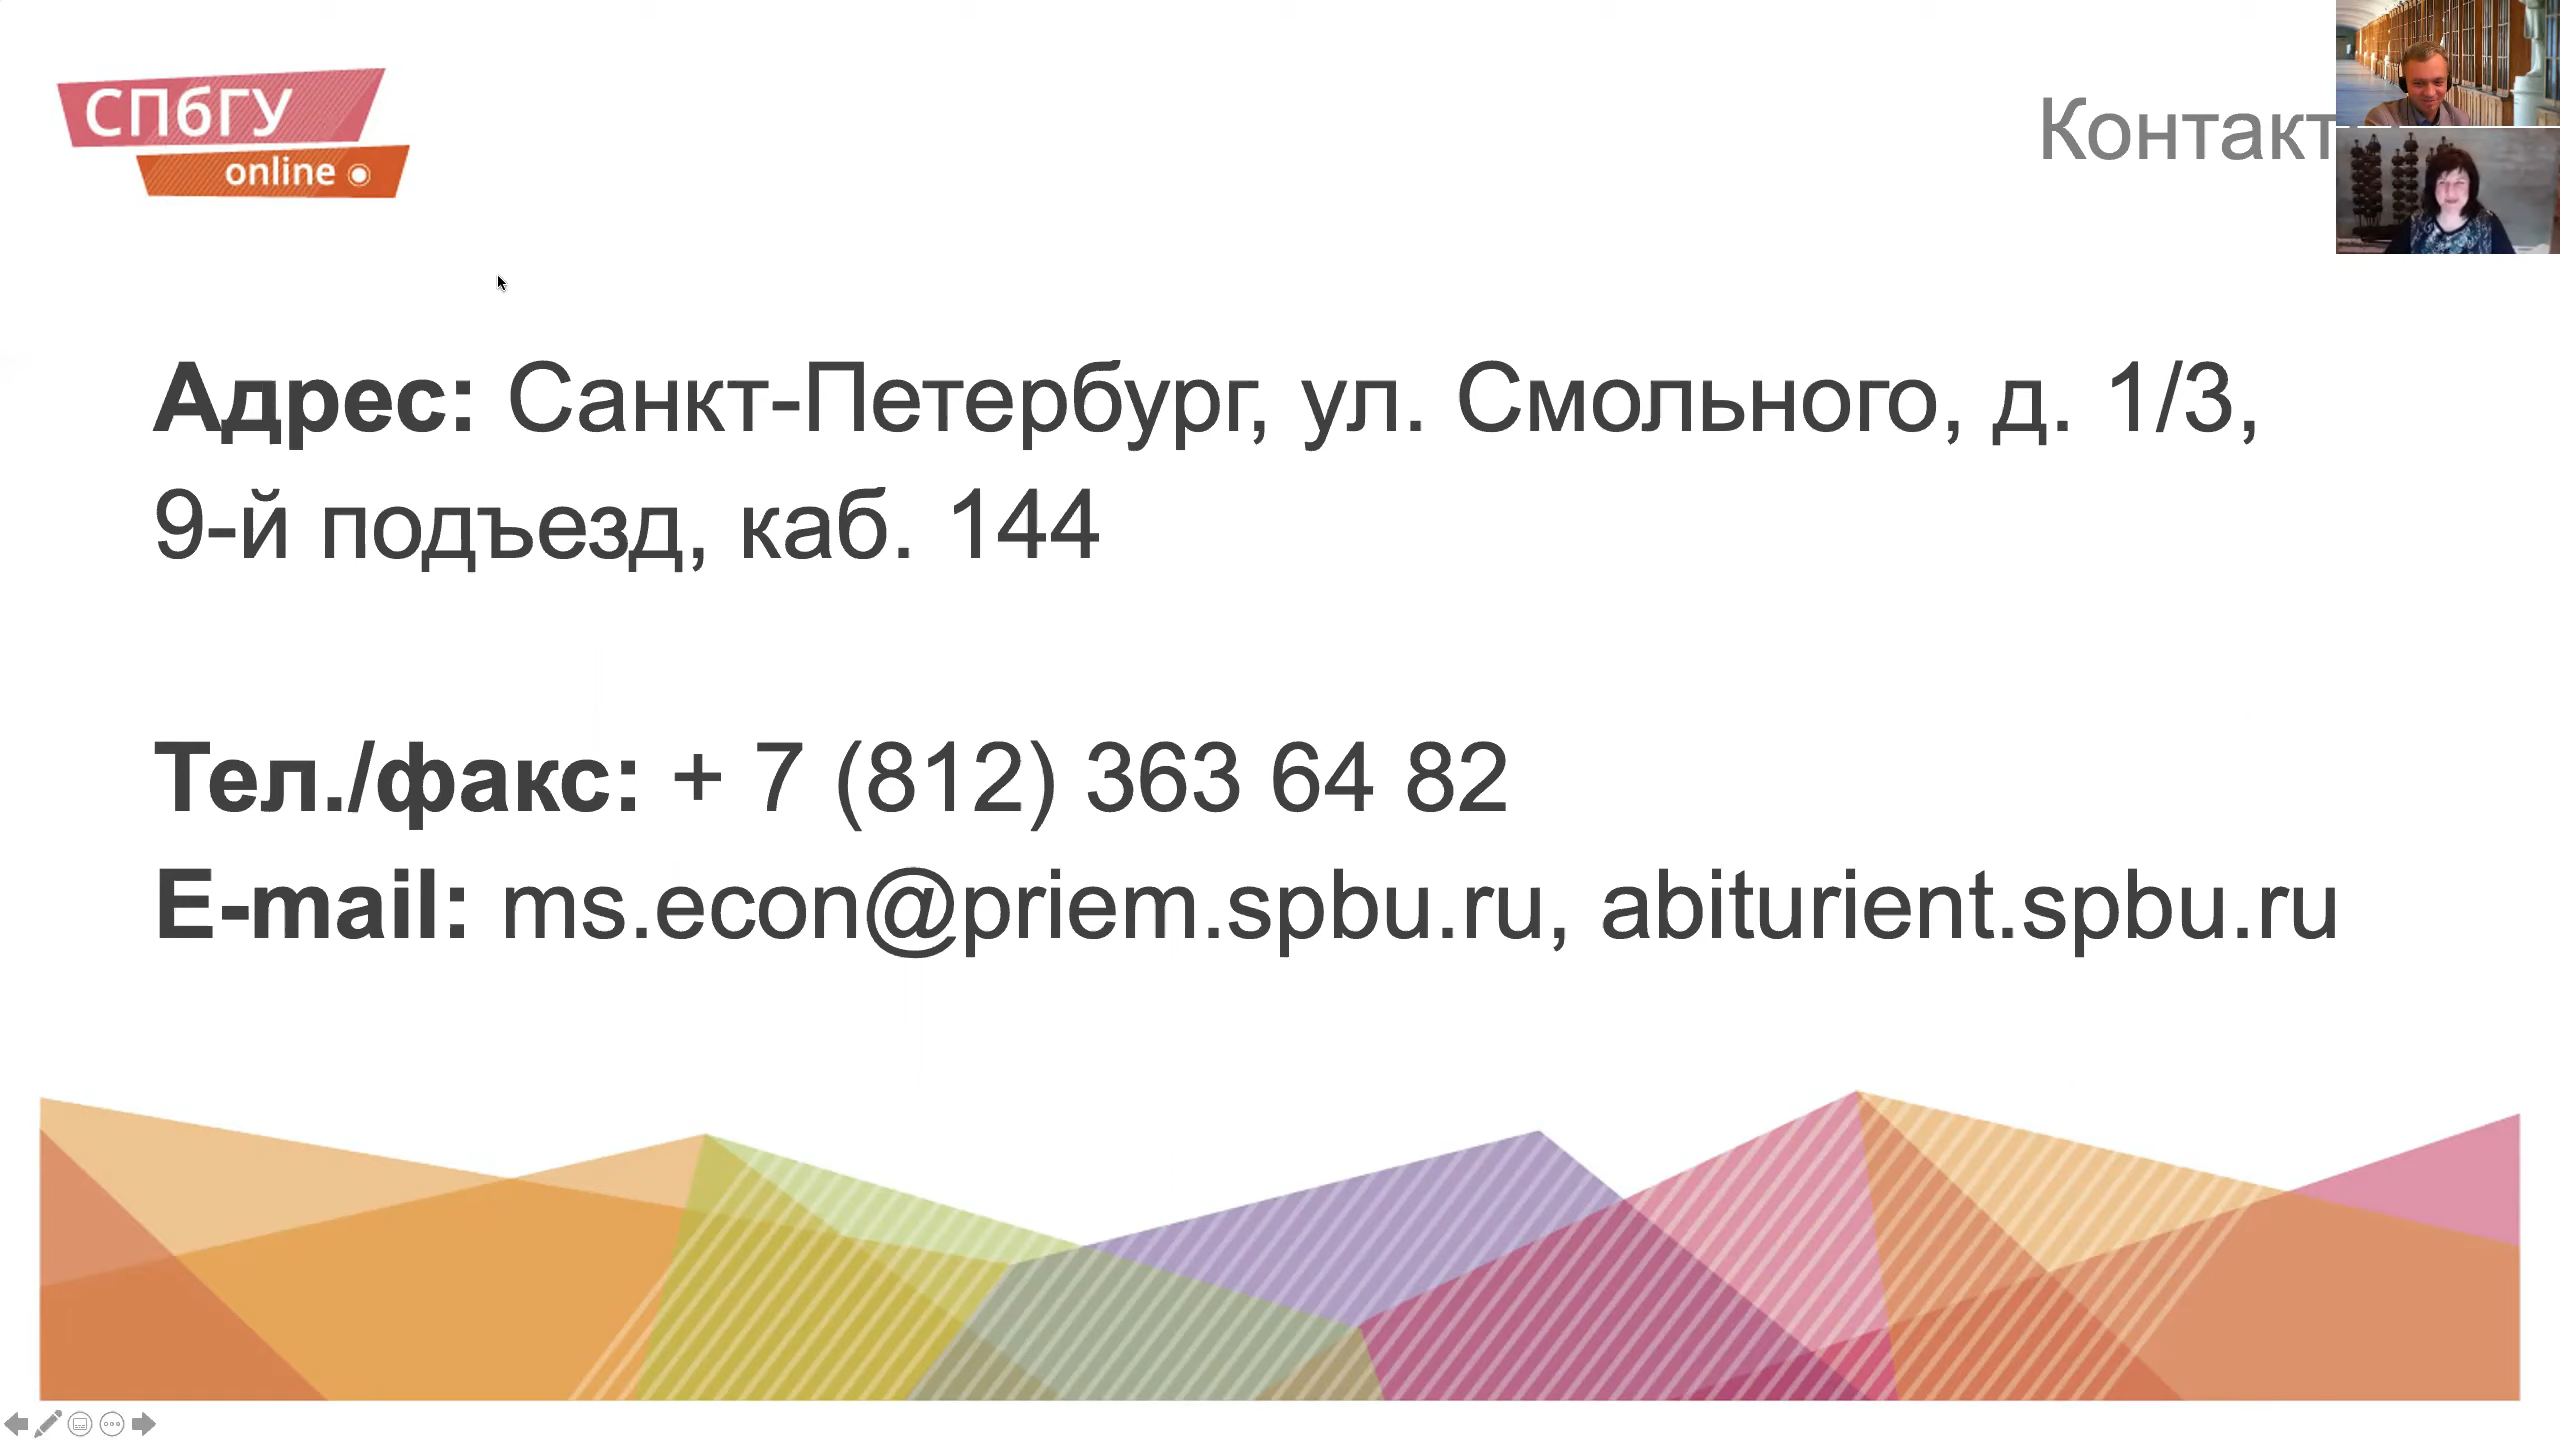 СПбГУ
online
Контакт
Адрес: Санкт-Петербург, ул. Смольного, д. 1/3,
9-й подъезд, каб. 144
Тел./факс: + 7 (812) 363 64 82
E-mail: ms.econ@priem.spbu.ru, abiturient.spbu.ru